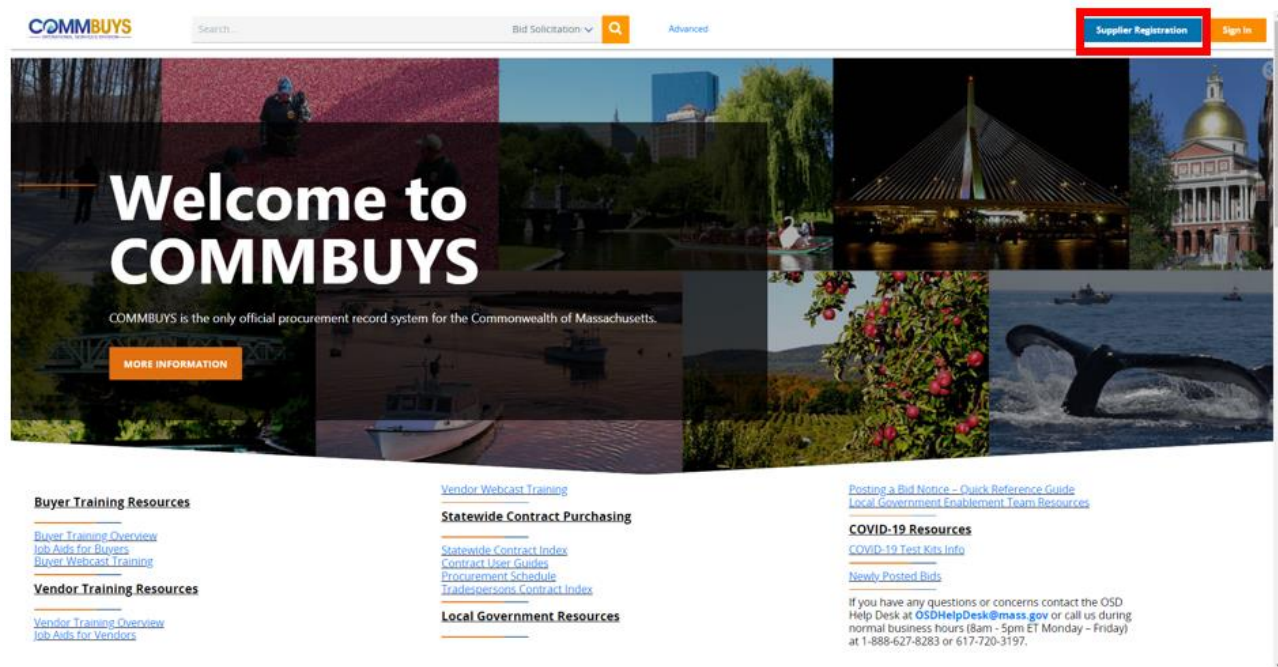 COMMBUYS
OPERATIONAL SERVICES DIVISION
Search...
Bid Solicitation
Advanced
Supplier Registration
Sign In
Welcome to
COMMBUYS
COMMBUYS is the only official procurement record system for the Commonwealth of Massachusetts.
MORE INFORMATION
Buyer Training Resources
Buyer Training Overview
Job Aids for Buyers
Buyer Webcast Training
Vendor Training Resources
Vendor Training Overview
Job Aids for Vendors
Vendor Webcast Training
Statewide Contract Purchasing
Statewide Contract Index
Contract User Guides
Procurement Schedule
Tradespersons Contract Index
Local Government Resources
Posting a Bid Notice – Quick Reference Guide
Local Government Enablement Team Resources
COVID-19 Resources
COVID-19 Test Kits Info
Newly Posted Bids
If you have any questions or concerns contact the OSD
Help Desk at OSDHelpDesk@mass.gov or call us during
normal business hours (8am - 5pm ET Monday – Friday)
at 1-888-627-8283 or 617-720-3197.